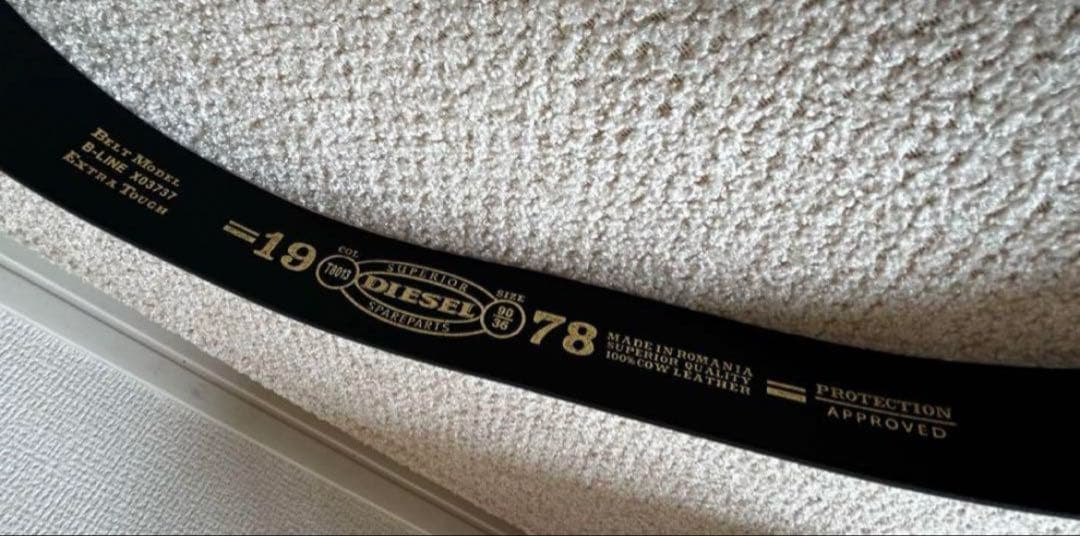 BELT MODEL
B-LINE X03737
EXTRA TOUGH
=19
COL.
T8013
SUPERIOR
DIESEL
SPAREPARTS
SIZE
90
36
78
MADE IN ROMANIA
SUPERIOR QUALITY
100% COW LEATHER
=
PROTECTION
APPROVED